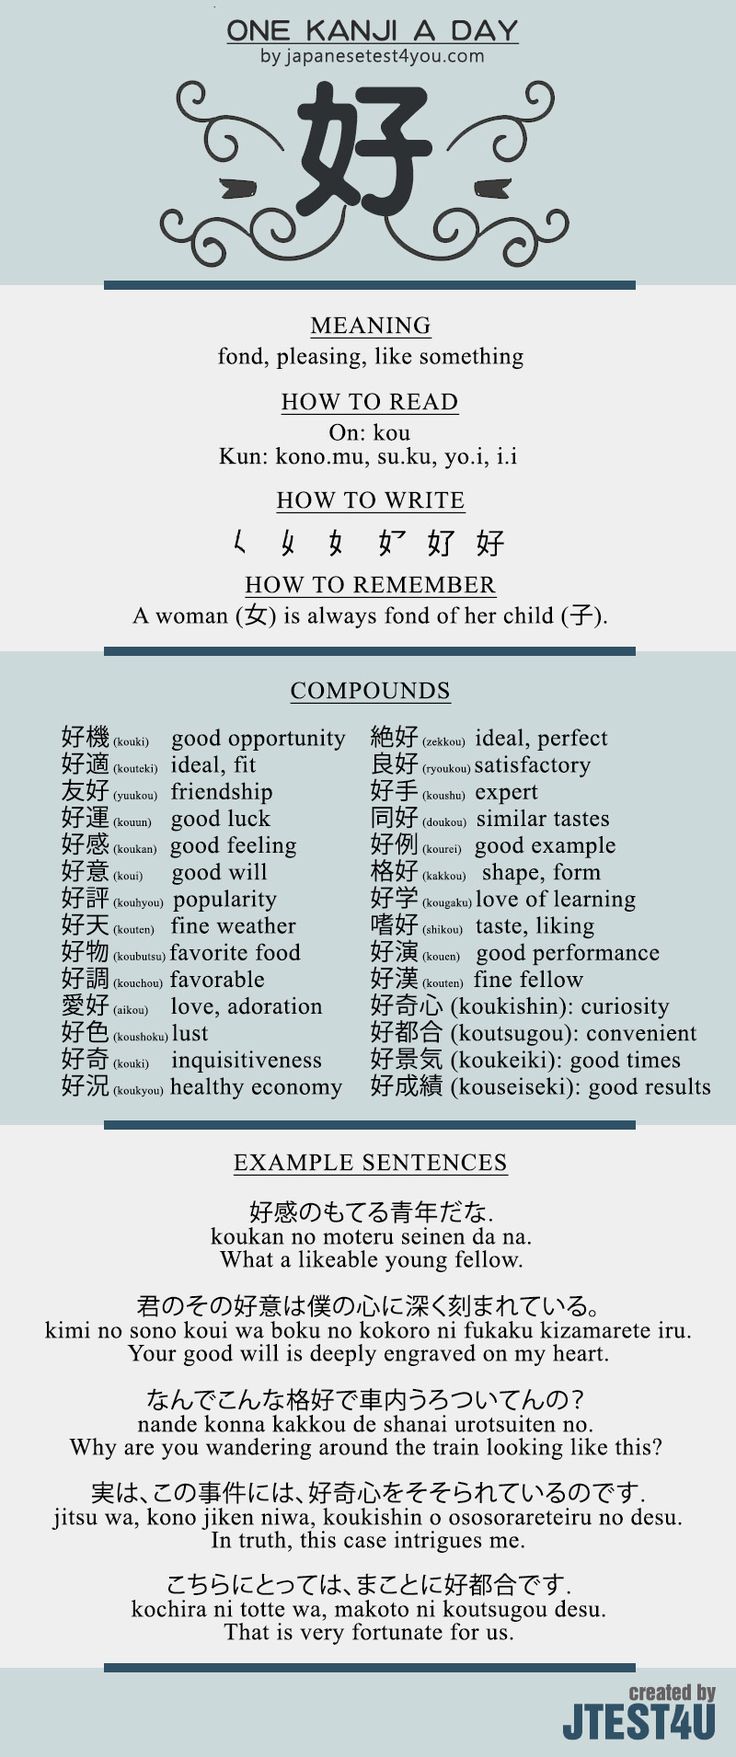 ONE KANJI A DAY
by japanesetest4you.com
好
MEANING
fond, pleasing, like something
HOW TO READ
On: kou
Kun: kono.mu, su.ku, yo.i, i.i
HOW TO WRITE
好
HOW TO REMEMBER
A woman (女) is always fond of her child (子).
COMPOUNDS
好機 (kouki) good opportunity
好適 (kouteki) ideal, fit
友好 (yuukou) friendship
好運 (kouun) good luck
好感 (koukan) good feeling
好意 (koui) good will
好評 (kouhyou) popularity
好天 (kouten) fine weather
好物 (koubutsu) favorite food
好調 (kouchou) favorable
愛好 (aikou) love, adoration
好色 (koushoku) lust
好奇 (kouki) inquisitiveness
好況 (koukyou) healthy economy
絶好 (zekkou) ideal, perfect
良好 (ryoukou) satisfactory
好手 (koushu) expert
同好 (doukou) similar tastes
好例 (kourei) good example
格好 (kakkou) shape, form
好学 (kougaku) love of learning
嗜好 (shikou) taste, liking
好演 (kouen) good performance
好漢 (kouten) fine fellow
好奇心 (koukishin): curiosity
好都合 (koutsugou): convenient
好景気 (koukeiki): good times
好成績 (kouseiseki): good results
EXAMPLE SENTENCES
好感のもてる青年だな.
koukan no moteru seinen da na.
What a likeable young fellow.
君のその好意は僕の心に深く刻まれている。
kimi no sono koui wa boku no kokoro ni fukaku kizamarete iru.
Your good will is deeply engraved on my heart.
なんでこんな格好で車内うろついてんの？
nande konna kakkou de shanai urotsuiten no.
Why are you wandering around the train looking like this?
実は、この事件には、好奇心をそそられているのです.
jitsu wa, kono jiken niwa, koukishin o ososorareteiru no desu.
In truth, this case intrigues me.
こちらにとっては、まことに好都合です.
kochira ni totte wa, makoto ni koutsugou desu.
That is very fortunate for us.
created by
JTEST4U